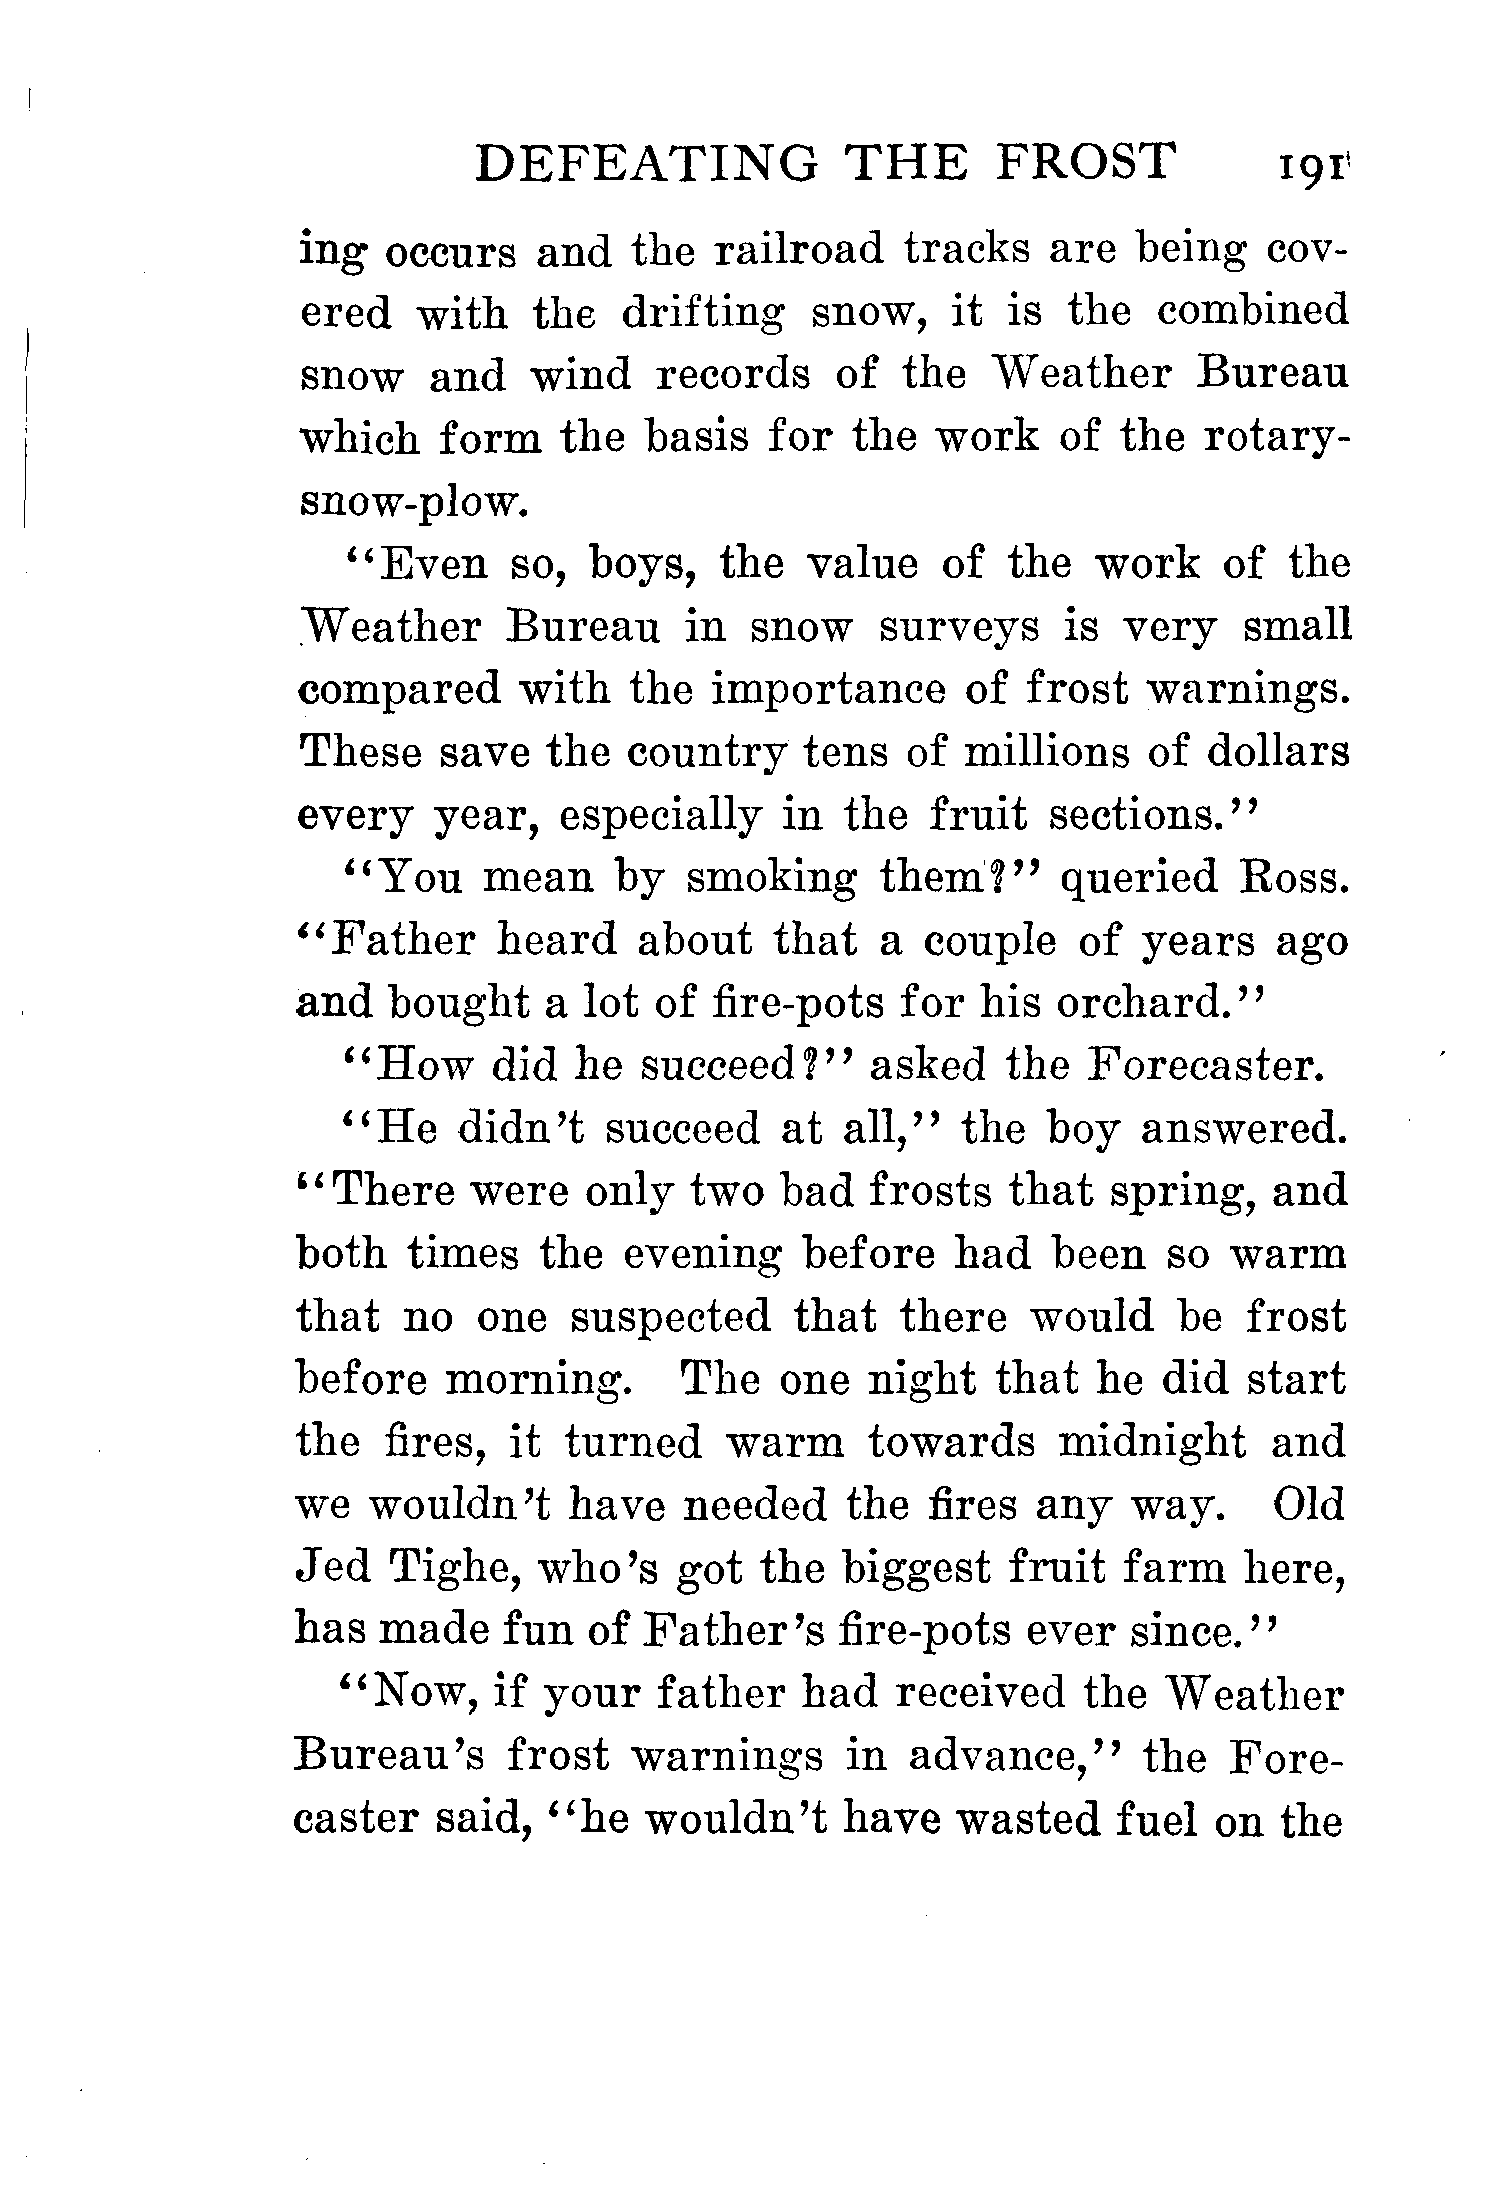 DEFEATING THE FROST 191
ing occurs and the railroad tracks are being cov-
ered with the drifting snow, it is the combined
snow and wind records of the Weather Bureau
which form the basis for the work of the rotary-
snow-plow.
"Even so, boys, the value of the work of the
Weather Bureau in snow surveys is very small
compared with the importance of frost warnings.
These save the country tens of millions of dollars
every year, especially in the fruit sections."
"You mean by smoking them?" queried Ross.
"Father heard about that a couple of years ago
and bought a lot of fire-pots for his orchard."
"How did he succeed?" asked the Forecaster.
"He didn't succeed at all," the boy answered.
"There were only two bad frosts that spring, and
both times the evening before had been so warm
that no one suspected that there would be frost
before morning. The one night that he did start
the fires, it turned warm towards midnight and
we wouldn't have needed the fires any way. Old
Jed Tighe, who's got the biggest fruit farm here,
has made fun of Father's fire-pots ever since."
"Now, if your father had received the Weather
Bureau's frost warnings in advance," the Fore-
caster said, "he wouldn't have wasted fuel on the